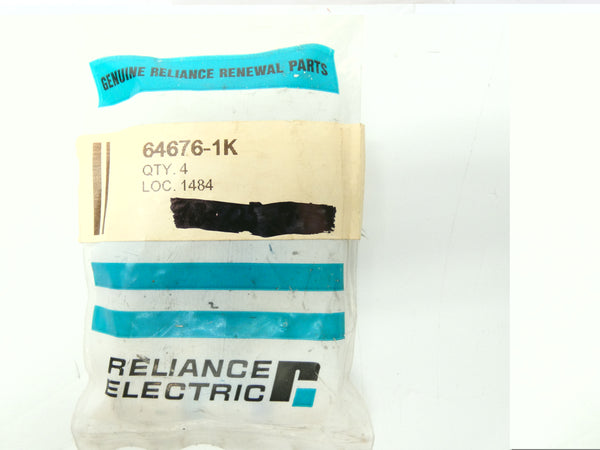 GENUINE RELIANCE RENEWAL PARTS
64676-1K
QTY. 4
LOC. 1484
RELIANCE
ELECTRIC